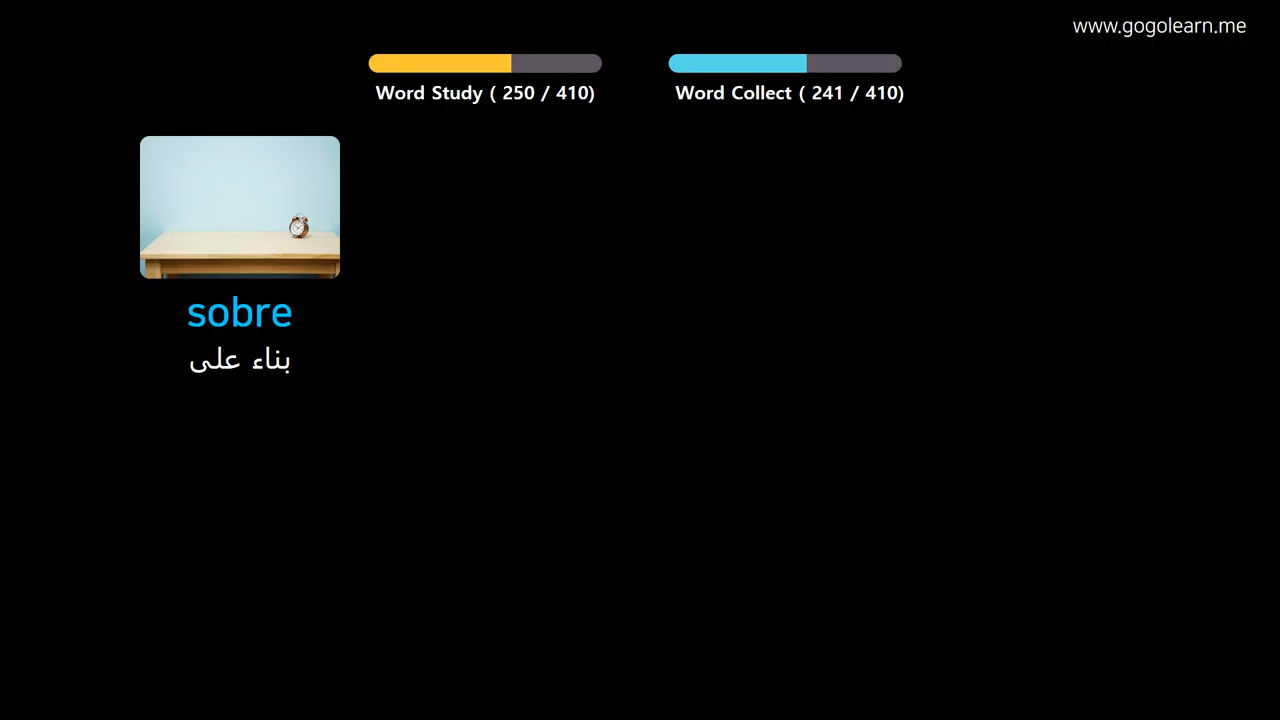 www.gogolearn.me
Word Study ( 250 / 410)
Word Collect ( 241 / 410)
sobre
بناء على